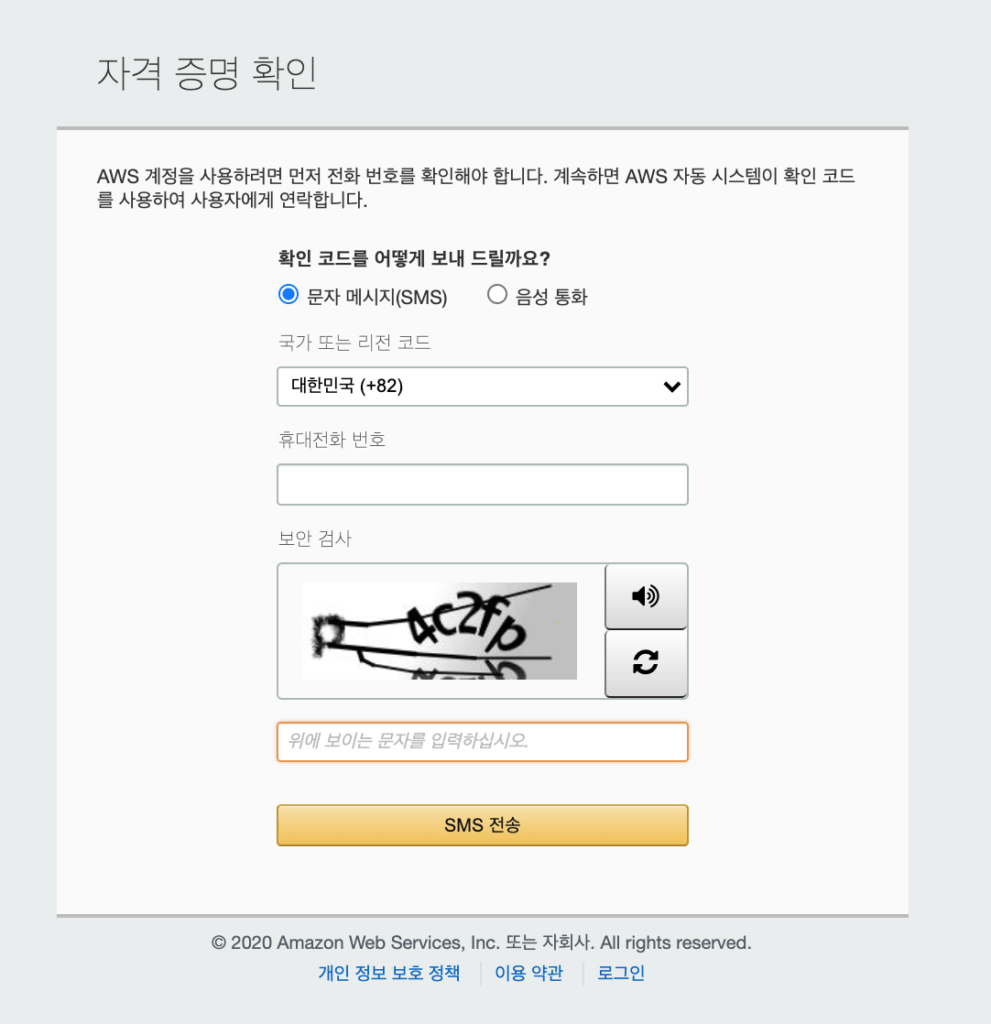 자격 증명 확인
AWS 계정을 사용하려면 먼저 전화 번호를 확인해야 합니다. 계속하면 AWS 자동 시스템이 확인 코드
를 사용하여 사용자에게 연락합니다.
확인 코드를 어떻게 보내 드릴까요?
문자 메시지(SMS) 음성 통화
국가 또는 리전 코드
대한민국 (+82)
휴대전화 번호
보안 검사
위에 보이는 문자를 입력하십시오.
SMS 전송
© 2020 Amazon Web Services, Inc. 또는 자회사. All rights reserved.
개인 정보 보호 정책 이용 약관 로그인